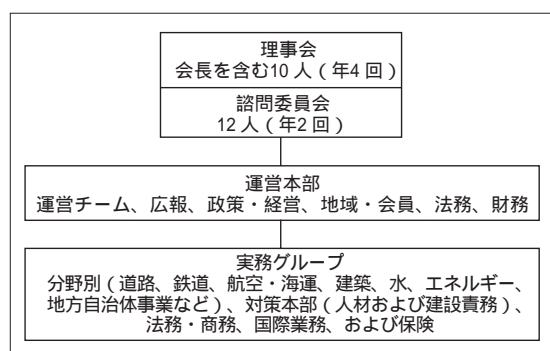 理事会
会長を含む10人（年4回）
諮問委員会
12人（年2回）
運営本部
運営チーム、広報、政策・経営、地域・会員、法務、財務
実務グループ
分野別（道路、鉄道、航空・海運、建築、水、エネルギー、
地方自治体事業など）、対策本部（人材および建設責務）、
法務・商務、国際業務、および保険